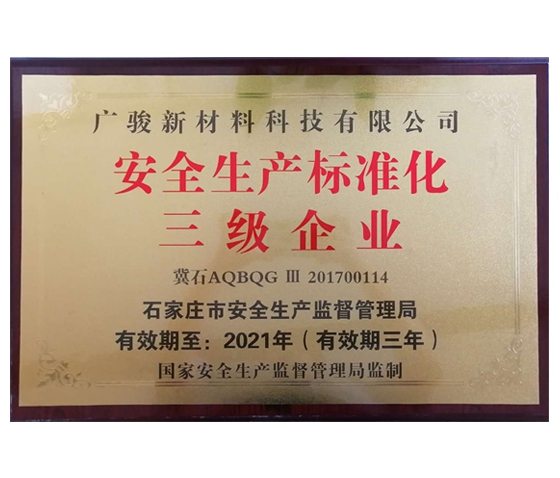 广骏新材料科技有限公司
安全生产标准化
三级企业
冀石AQBQG Ⅲ 201700114
石家庄市安全生产监督管理局
有效期至：2021年（有效期三年）
国家安全生产监督管理局监制